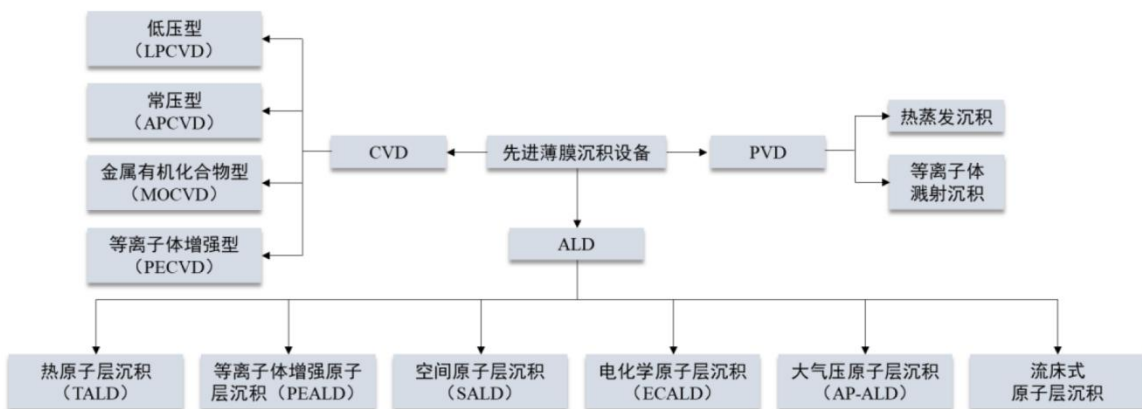 低压型
（LPCVD）
常压型
（APCVD）
金属有机化合物型
（MOCVD）
等离子体增强型
（PECVD）
CVD
先进薄膜沉积设备
PVD
热蒸发沉积
等离子体
溅射沉积
ALD
热原子层沉积
（TALD）
等离子体增强原子
层沉积（PEALD）
空间原子层沉积
（SALD）
电化学原子层沉积
（ECALD）
大气压原子层沉积
（AP-ALD）
流床式
原子层沉积